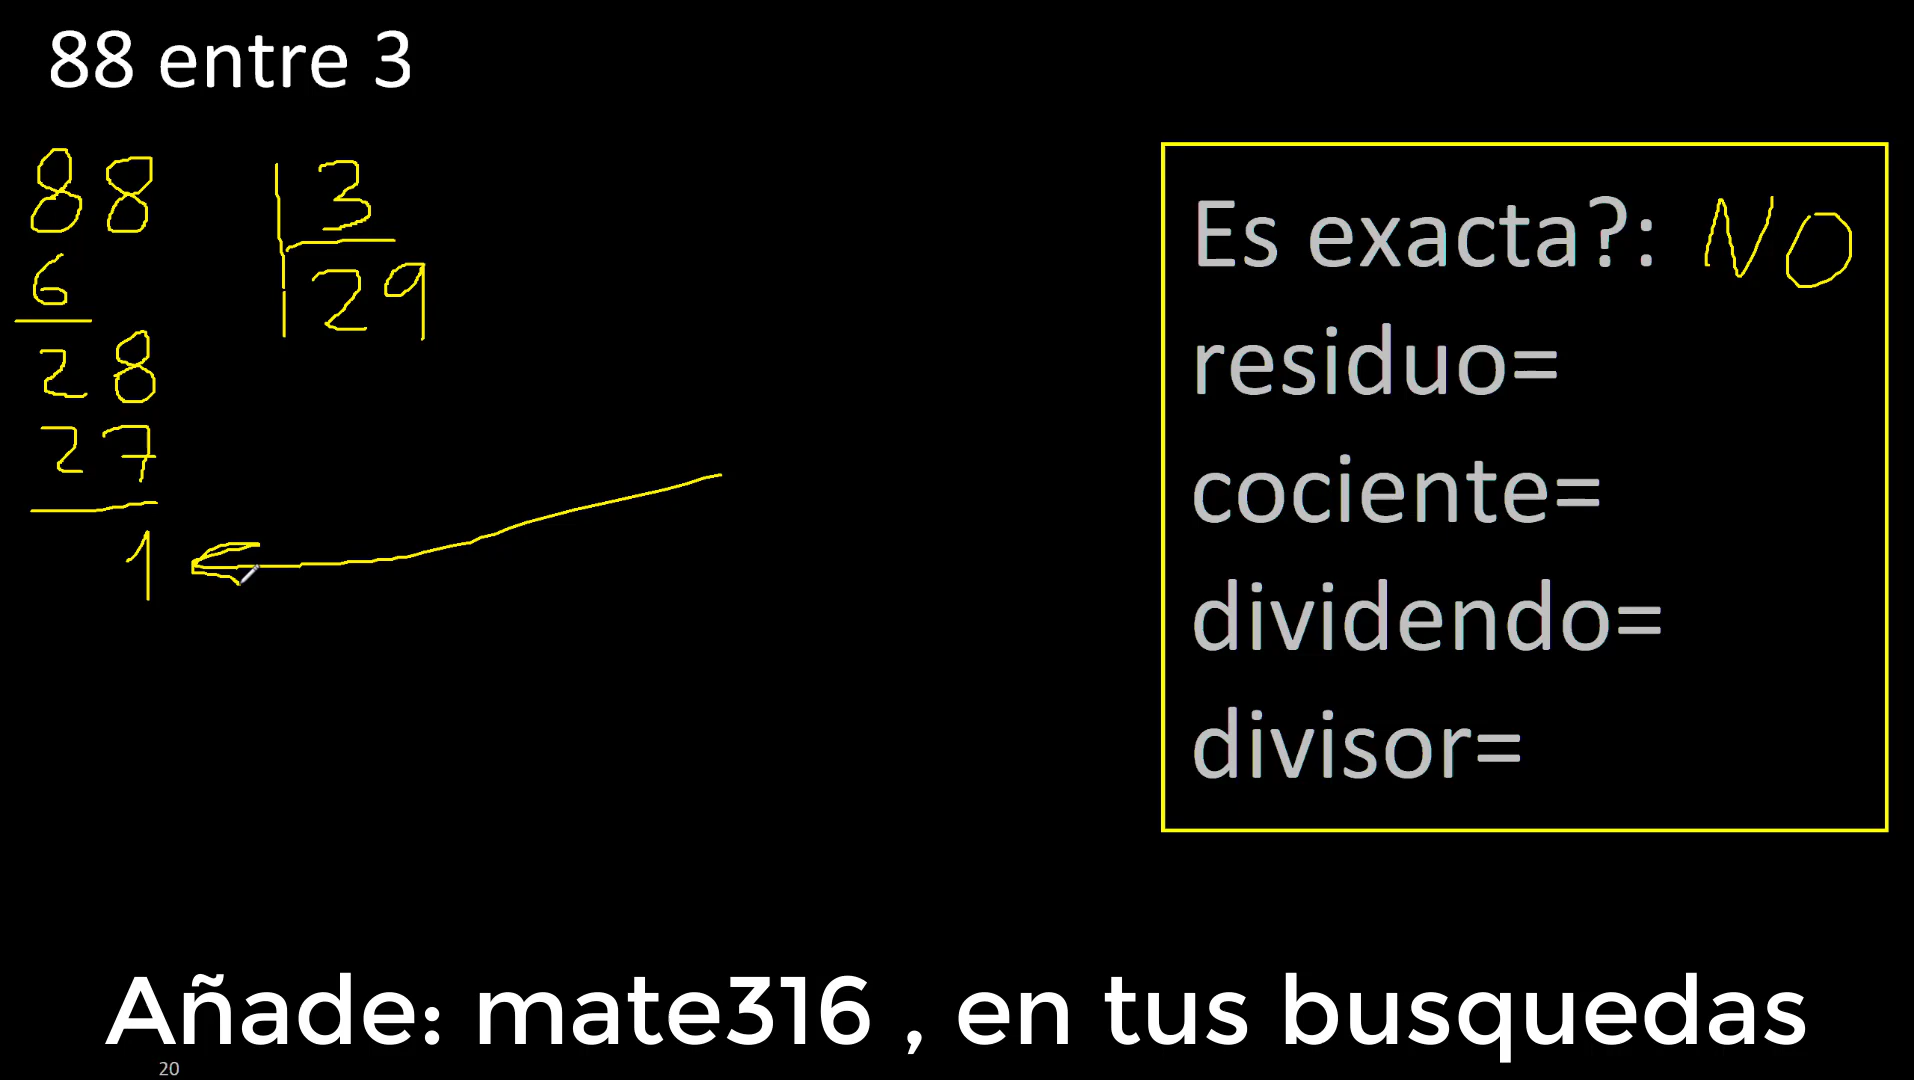 88 entre 3
88 3
6 29
28
27
1
Es exacta?: NO
residuo=
cociente=
dividendo=
divisor=
Añade: mate316 , en tus busquedas
20